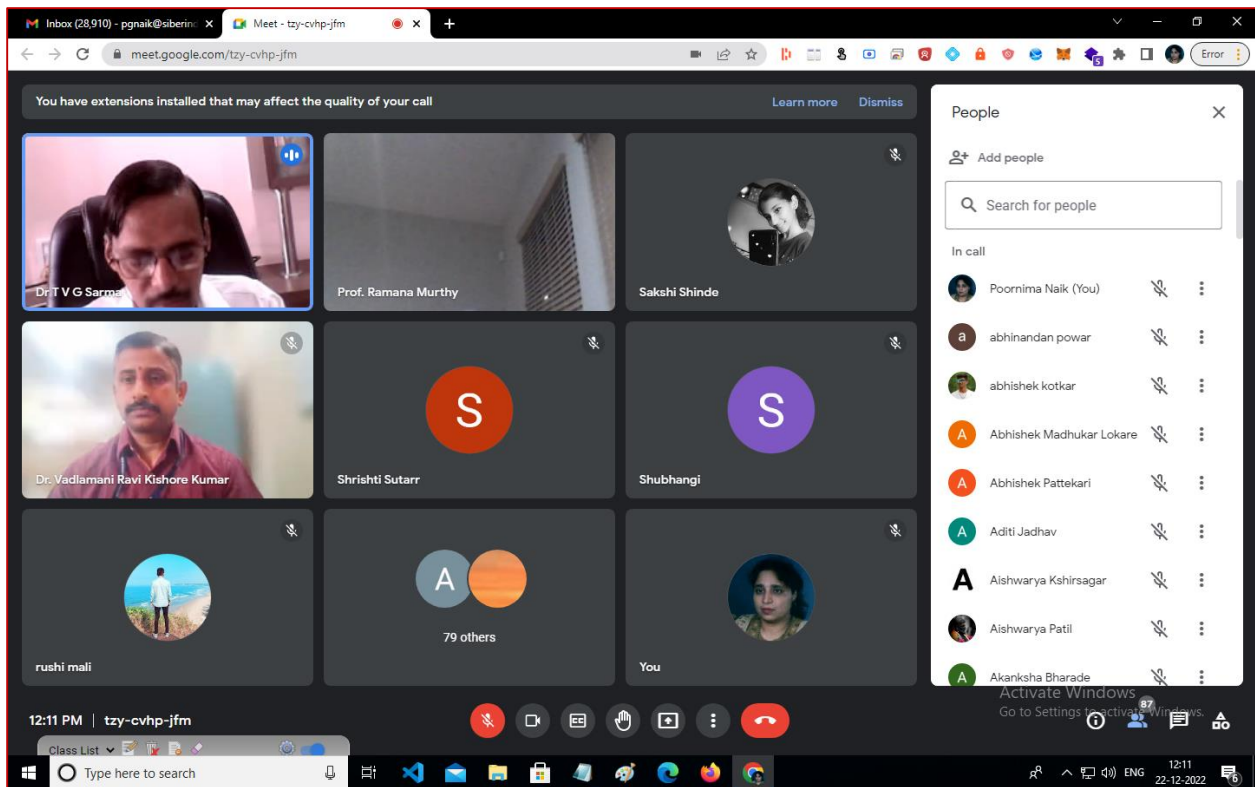 Inbox (28,910) - pgnaik@siberinc
Meet - tzy-cvhp-jfm
meet.google.com/tzy-cvhp-jfm
5
Error
You have extensions installed that may affect the quality of your call
Learn more
Dismiss
Dr T V G Sarma
Prof. Ramana Murthy
Sakshi Shinde
Dr. Vadlamani Ravi Kishore Kumar
S
Shrishti Sutarr
S
Shubhangi
rushi mali
A
79 others
You
People
Add people
Search for people
In call
Poornima Naik (You)
a
abhinandan powar
abhishek kotkar
A
Abhishek Madhukar Lokare
A
Abhishek Pattekari
A
Aditi Jadhav
A
Aishwarya Kshirsagar
Aishwarya Patil
A
Akanksha Bharade
Activate Windows
Go to Settings to activate Windows.
12:11 PM | tzy-cvhp-jfm
CC
87
Class List
Type here to search
ENG
12:11
22-12-2022
6